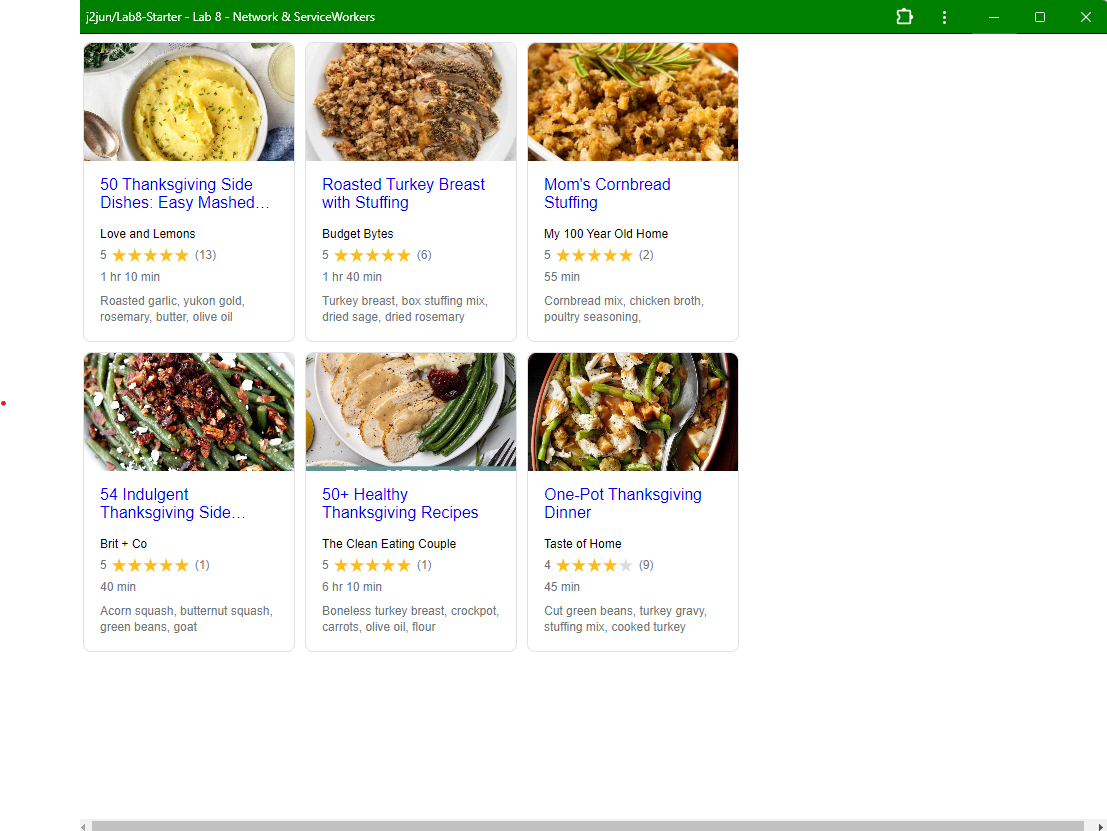 j2jun/Lab8-Starter - Lab 8 - Network & ServiceWorkers
50 Thanksgiving Side
Dishes: Easy Mashed…
Love and Lemons
5 (13)
1 hr 10 min
Roasted garlic, yukon gold,
rosemary, butter, olive oil
Roasted Turkey Breast
with Stuffing
Budget Bytes
5 (6)
1 hr 40 min
Turkey breast, box stuffing mix,
dried sage, dried rosemary
Mom's Cornbread
Stuffing
My 100 Year Old Home
5 (2)
55 min
Cornbread mix, chicken broth,
poultry seasoning,
54 Indulgent
Thanksgiving Side…
Brit + Co
5 (1)
40 min
Acorn squash, butternut squash,
green beans, goat
50+ Healthy
Thanksgiving Recipes
The Clean Eating Couple
5 (1)
6 hr 10 min
Boneless turkey breast, crockpot,
carrots, olive oil, flour
One-Pot Thanksgiving
Dinner
Taste of Home
4 (9)
45 min
Cut green beans, turkey gravy,
stuffing mix, cooked turkey